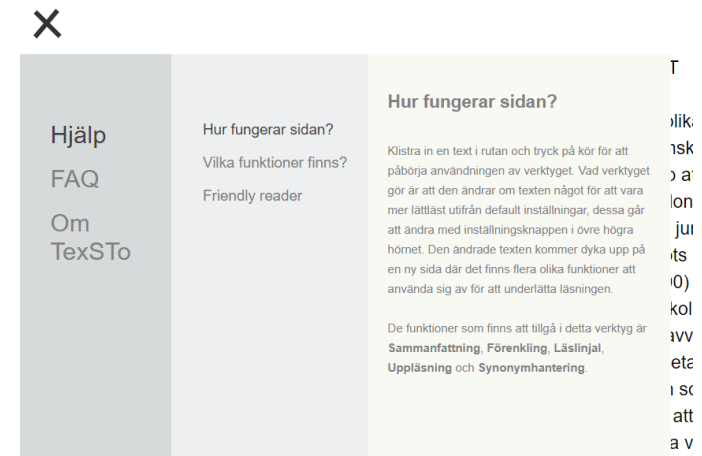 Hjälp
FAQ
Om
TexSTo
Hur fungerar sidan?
Vilka funktioner finns?
Friendly reader
Hur fungerar sidan?
Klistra in en text i rutan och tryck på kör för att
påbörja användningen av verktyget. Vad verktyget
gör är att den ändrar om texten något för att vara
mer lättläst utifrån default inställningar, dessa går
att ändra med inställningsknappen i övre högra
hörnet. Den ändrade texten kommer dyka upp på
en ny sida där det finns flera olika funktioner att
använda sig av för att underlätta läsningen.
De funktioner som finns att tillgå i detta verktyg är
Sammanfattning, Förenkling, Läslinjal,
Uppläsning och Synonymhantering.